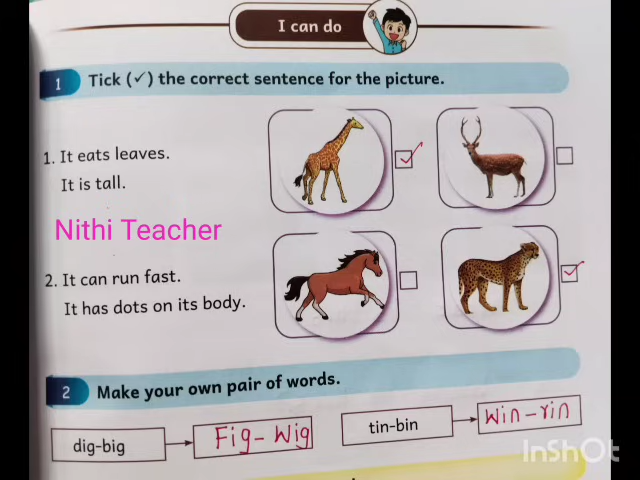 I can do
1 Tick (✓) the correct sentence for the picture.
1. It eats leaves.
It is tall.
Nithi Teacher
2. It can run fast.
It has dots on its body.
2 Make your own pair of words.
dig-big → Fig - Wig tin-bin → Win - rin
InShOt